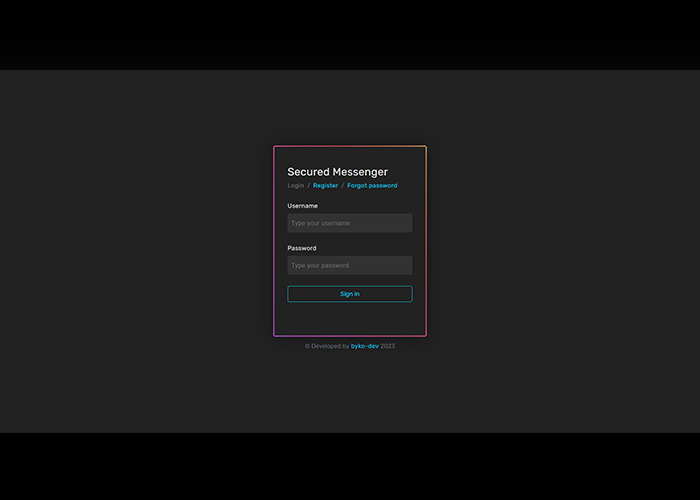 Secured Messenger
Login / Register / Forgot password
Username
Type your username
Password
Type your password
Sign in
© Developed by byko-dev 2023